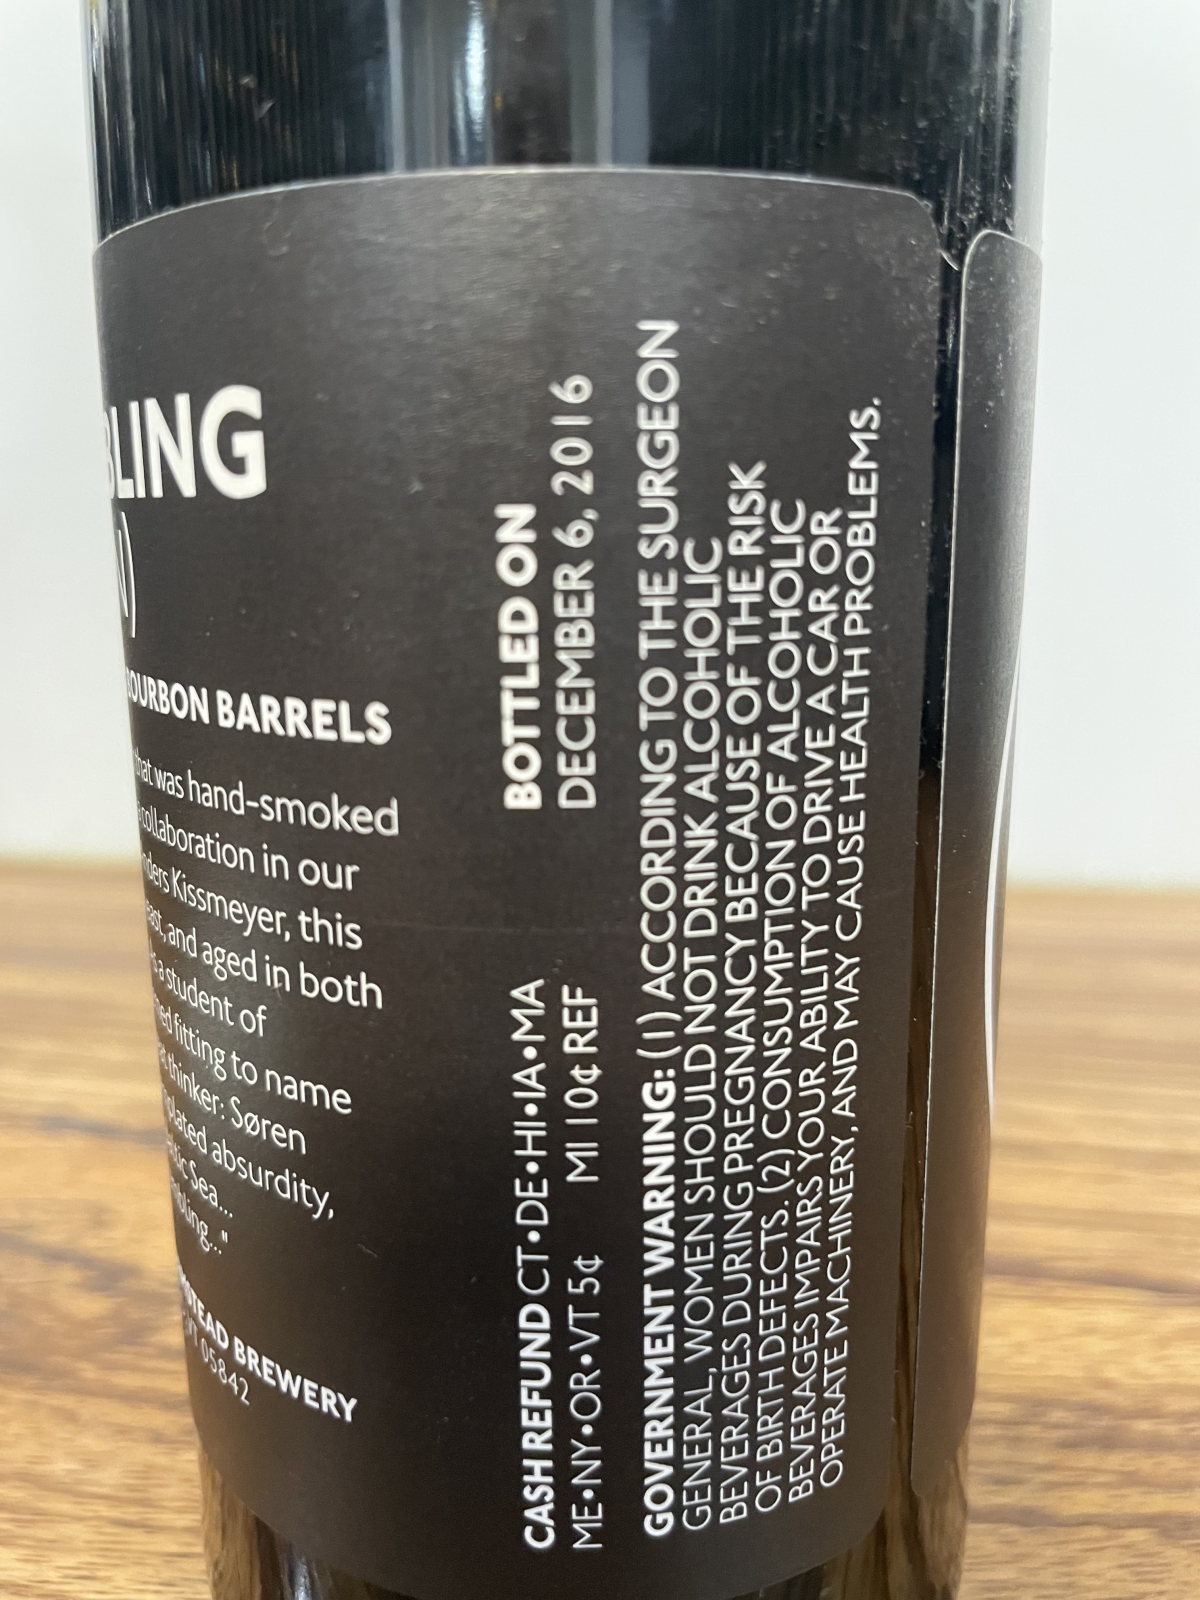 BLING
N)
BOURBON BARRELS
that was hand-smoked
collaboration in our
Kissmeyer, this
and aged in both
a student of
fitting to name
thinker: Søren
absurdity,
Sea...
BREWERY
VT 05842
BOTTLED ON
DECEMBER 6, 2016
CASH REFUND CT•DE•HI•IA•MA
ME•NY•OR•VT 5¢ MI 10¢ REF
GOVERNMENT WARNING: (1) ACCORDING TO THE SURGEON
GENERAL, WOMEN SHOULD NOT DRINK ALCOHOLIC
BEVERAGES DURING PREGNANCY BECAUSE OF THE RISK
OF BIRTH DEFECTS. (2) CONSUMPTION OF ALCOHOLIC
BEVERAGES IMPAIRS YOUR ABILITY TO DRIVE A CAR OR
OPERATE MACHINERY, AND MAY CAUSE HEALTH PROBLEMS.